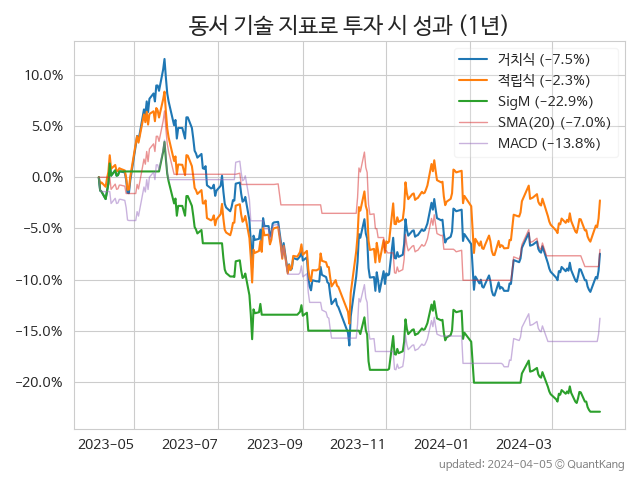 동서 기술 지표로 투자 시 성과 (1년)
거치식 (−7.5%)
적립식 (−2.3%)
SigM (−22.9%)
SMA(20) (−7.0%)
MACD (−13.8%)
10.0%
5.0%
0.0%
−5.0%
−10.0%
−15.0%
−20.0%
2023−05 2023−07 2023−09 2023−11 2024−01 2024−03
updated: 2024−04−05 © QuantKang